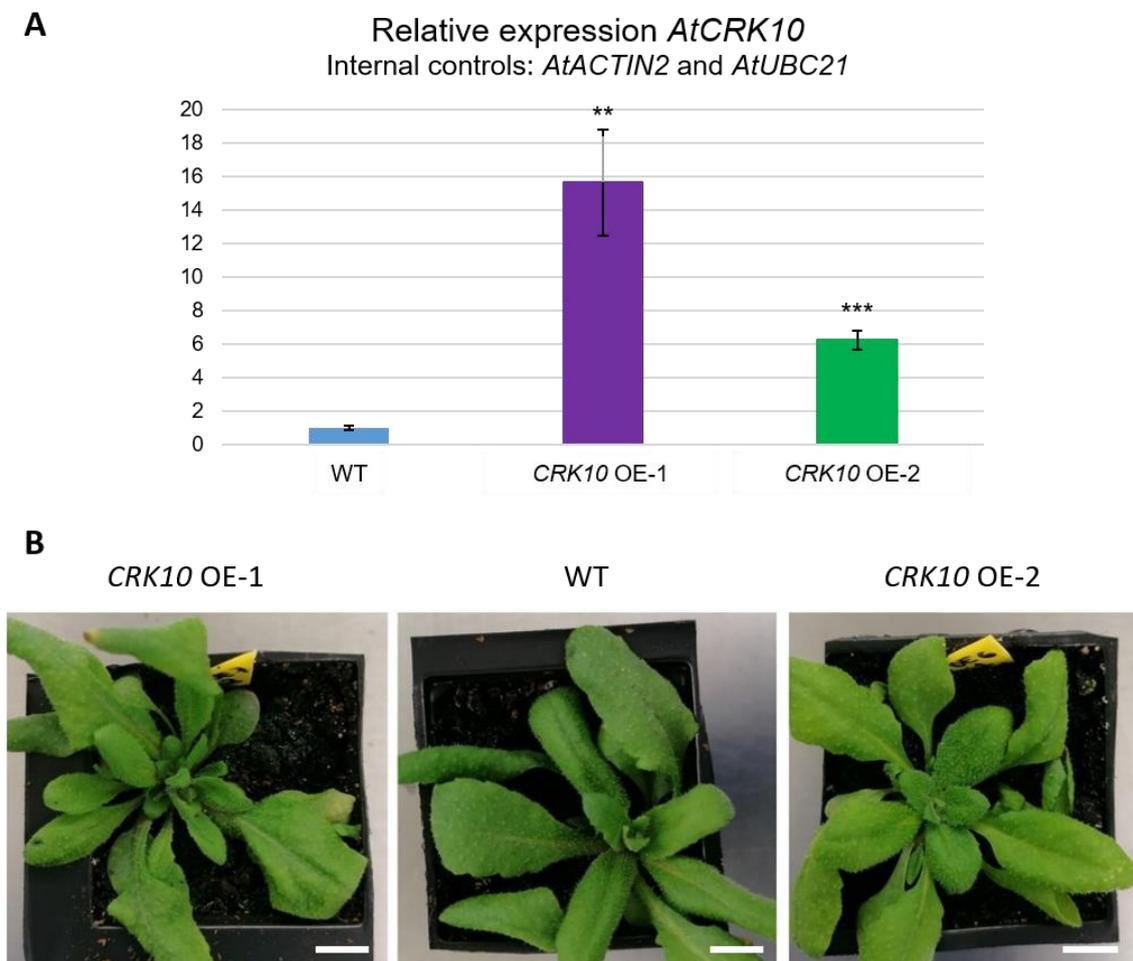 A
Relative expression AtCRK10
Internal controls: AtACTIN2 and AtUBC21
20
18
16
14
12
10
8
6
4
2
0
**
***
WT
CRK10 OE-1
CRK10 OE-2
B
CRK10 OE-1
WT
CRK10 OE-2